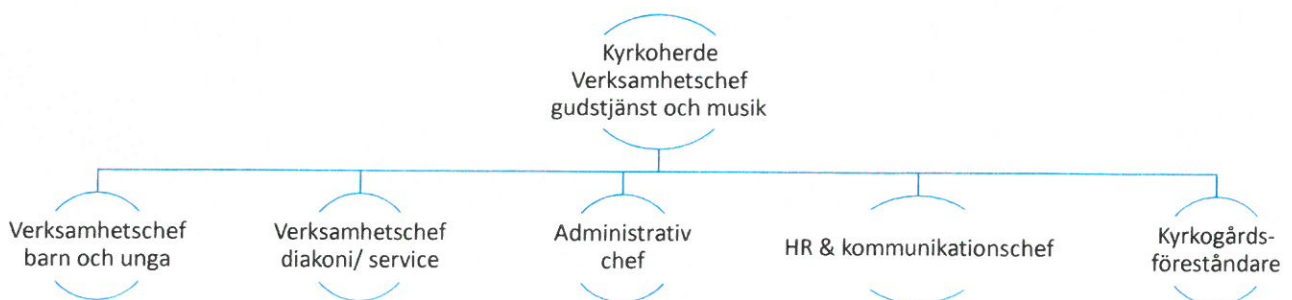 Kyrkoherde
Verksamhetschef
gudstjänst och musik
Verksamhetschef
barn och unga
Verksamhetschef
diakoni/ service
Administrativ
chef
HR & kommunikationschef
Kyrkogårds-
föreståndare